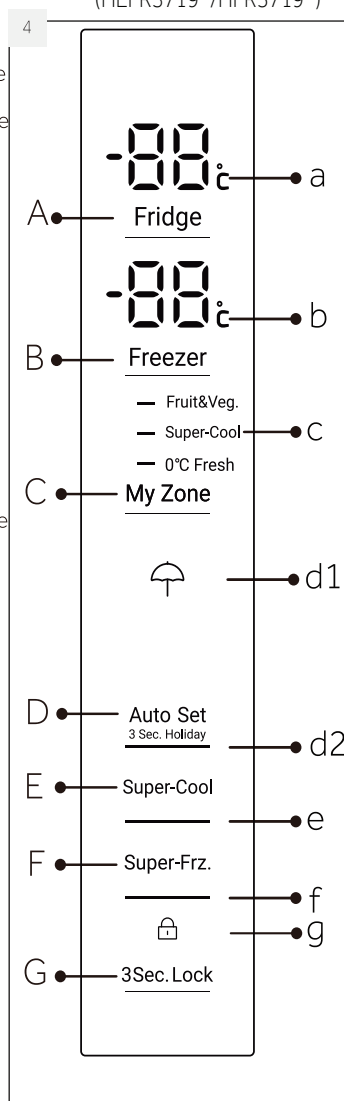 4
-88°c a
A Fridge
-88°c b
B Freezer
Fruit&Veg.
Super-Cool c
0°C Fresh
C My Zone
d1
D Auto Set
3 Sec. Holiday
d2
E Super-Cool
e
F Super-Frz.
f
g
G 3Sec.Lock